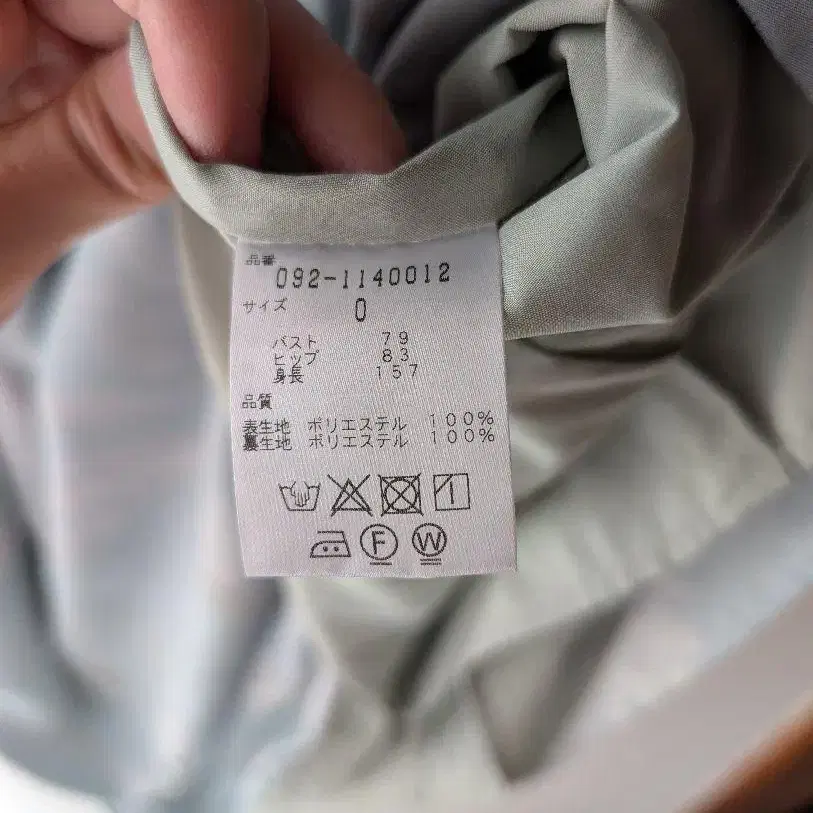 品番
092-1140012
サイズ 0
バスト 79
ヒップ 83
身長 157
品質
表生地 ポリエステル 100%
裏生地 ポリエステル 100%
F W